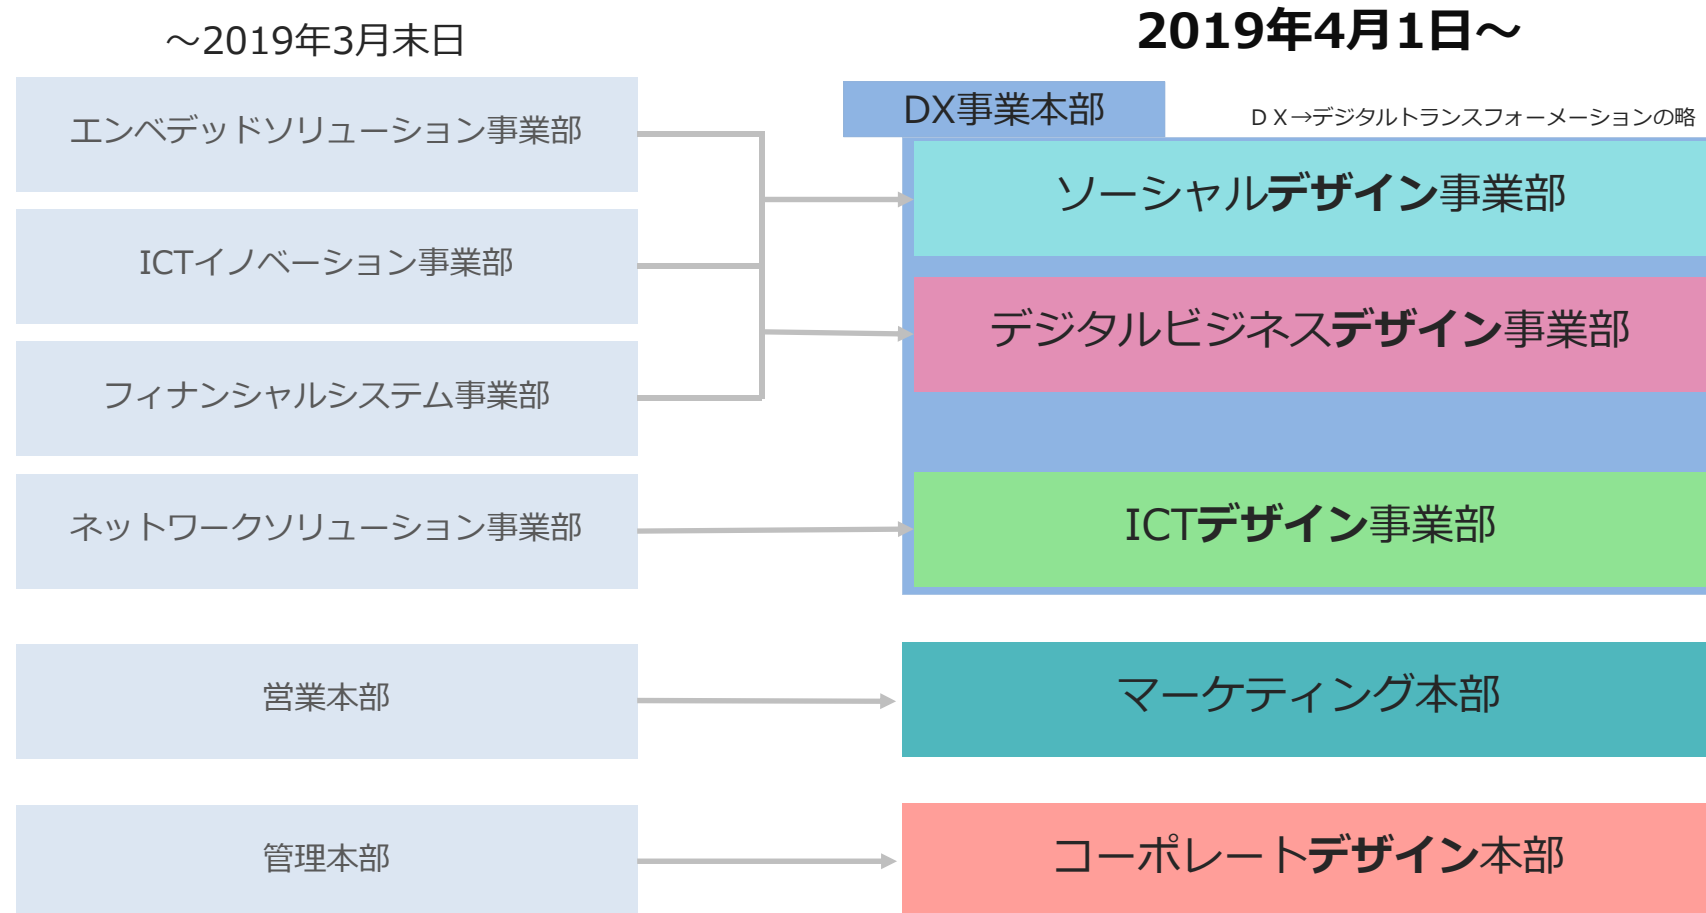 ～2019年3月末日
2019年4月1日～
エンベデッドソリューション事業部
ICTイノベーション事業部
フィナンシャルシステム事業部
ネットワークソリューション事業部
営業本部
管理本部
DX事業本部
ＤＸ→デジタルトランスフォーメーションの略
ソーシャルデザイン事業部
デジタルビジネスデザイン事業部
ICTデザイン事業部
マーケティング本部
コーポレートデザイン本部